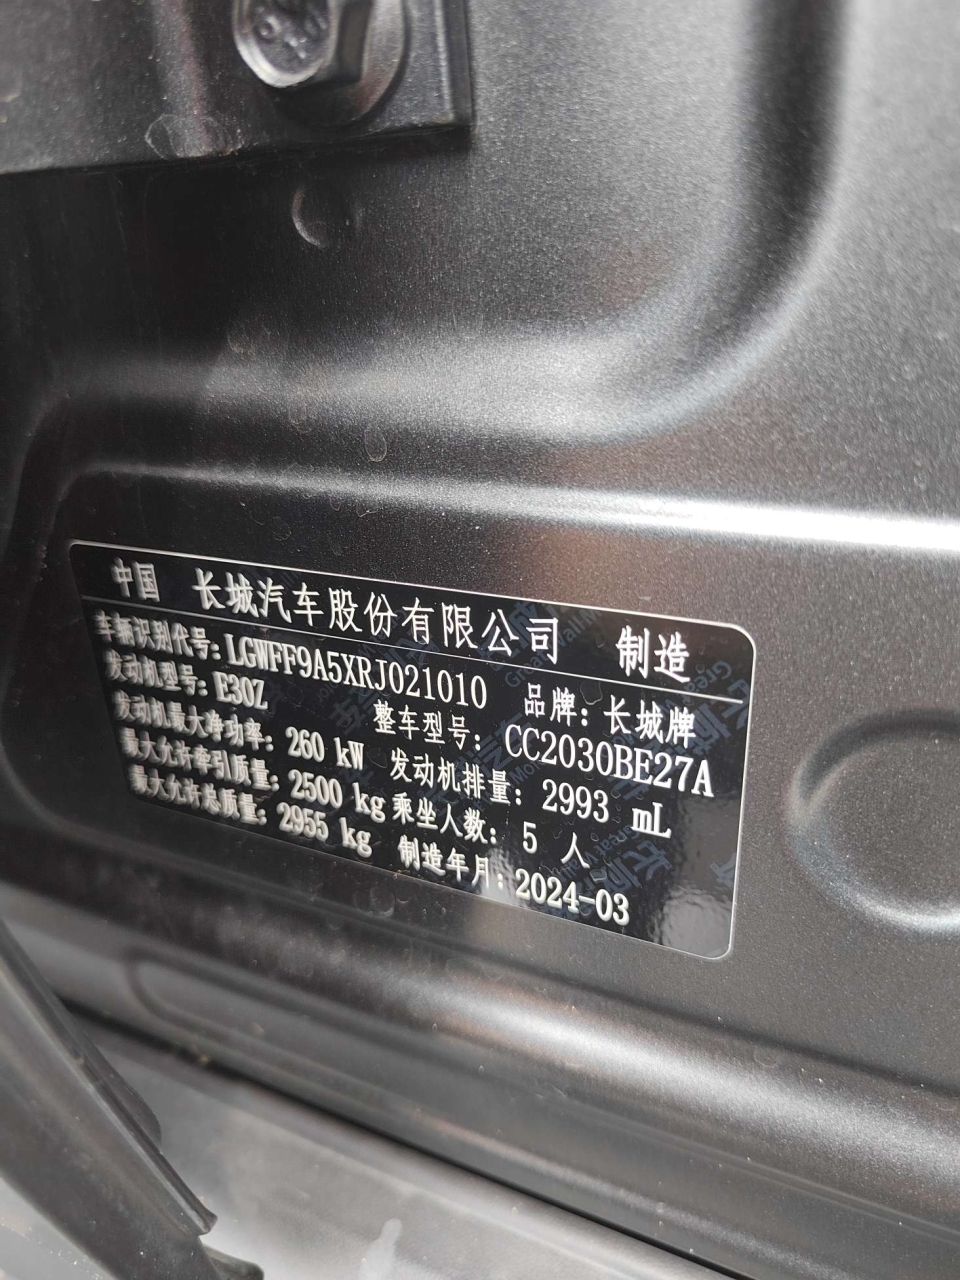 中国 长城汽车股份有限公司 制造
车辆识别代号: LGWFF9A5XRJ021010 品牌: 长城牌
发动机型号: E30Z 整车型号: CC2030BE27A
发动机最大净功率: 260 kW 发动机排量: 2993 mL
最大允许牵引质量: 2500 kg 乘坐人数: 5 人
最大允许总质量: 2955 kg 制造年月: 2024-03